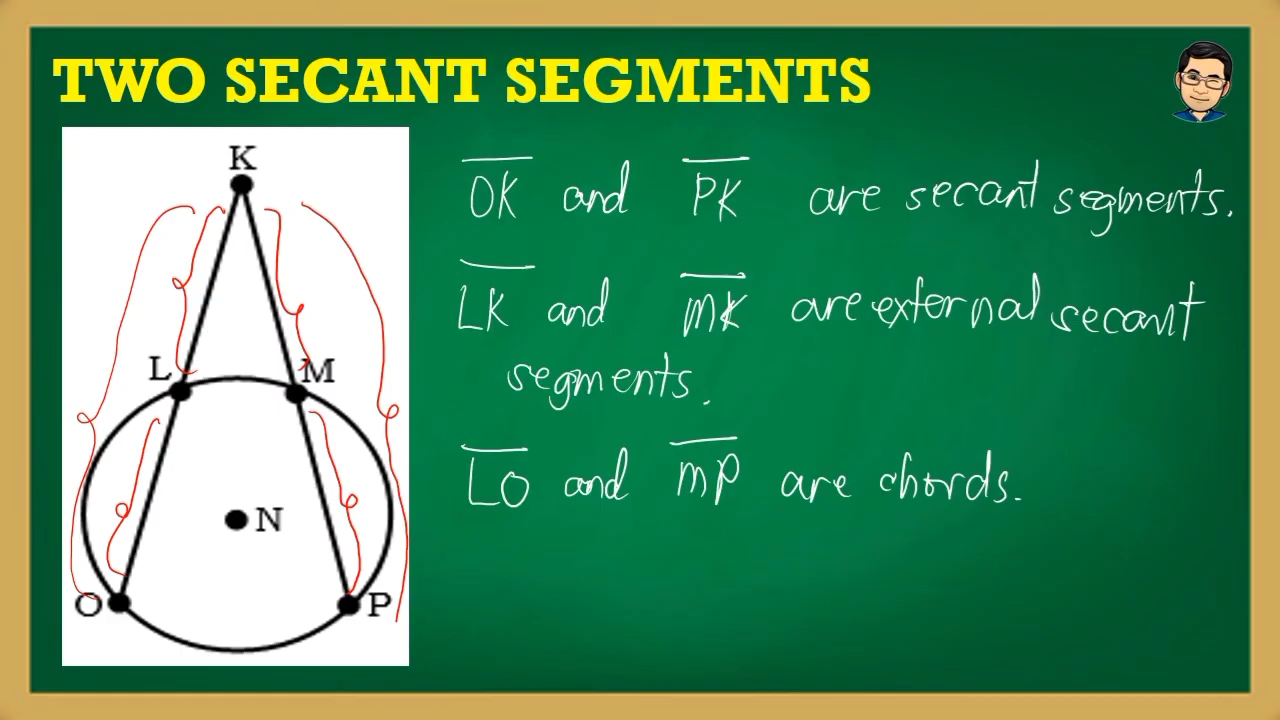 TWO SECANT SEGMENTS
K
L
M
N
O
P
OK and PK are secant segments.
LK and MK are external secant
segments.
LO and MP are chords.